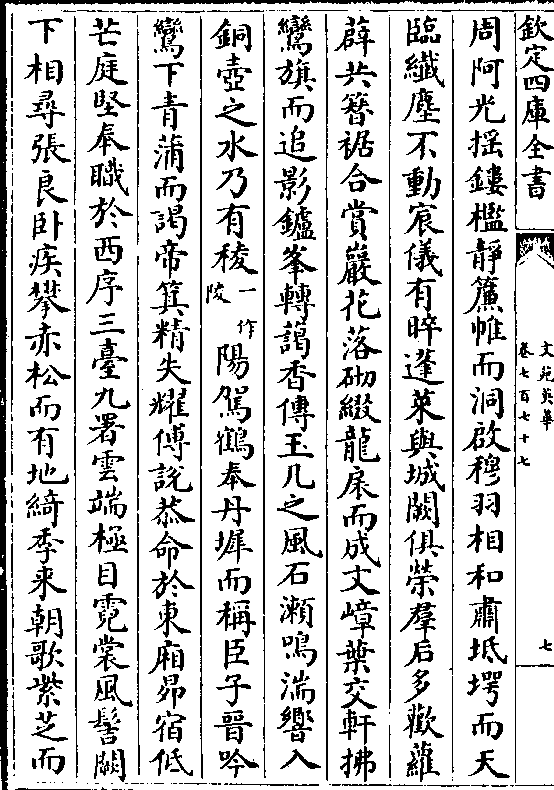 欽定四庫全書
文苑英華
卷七百七十七
七
周阿光揺鏤檻靜簾帷而洞啟穆羽相和肅坻堮而天
臨纎塵不動宸儀有晬蓬萊與城闕俱榮羣后多歡蘿
薜共簪裾合賞巖花落砌綴龍扆而成文嶂葉交軒拂
鸞旗而追影鑪峯轉藹香傳玉几之風石瀨鳴湍響入
銅壺之水乃有稜一作陵陽駕鶴奉丹墀而稱臣子晉吟
鸞下青蒲而謁帝箕精失耀傅說恭命於東廂昴宿低
芒庭堅奉職於西序三臺九署雲端極目霓裳風髻闕
下相尋張良卧疾攀赤松而有地綺季來朝歌紫芝而